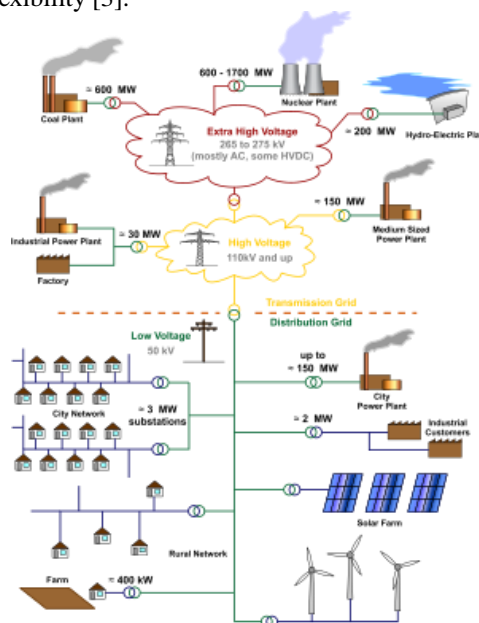 exibility [5].
≈ 600 MW
Coal Plant
600 - 1700 MW
Nuclear Plant
≈ 200 MW
Hydro-Electric Pla
Extra High Voltage
265 to 275 kV
(mostly AC, some HVDC)
≈ 30 MW
Industrial Power Plant
Factory
High Voltage
110kV and up
≈ 150 MW
Medium Sized
Power Plant
Transmission Grid
Distribution Grid
Low Voltage
50 kV
City Network
≈ 3 MW
substations
up to
≈ 150 MW
City
Power Plant
≈ 2 MW
Industrial
Customers
Solar Farm
Rural Network
Farm
≈ 400 kW